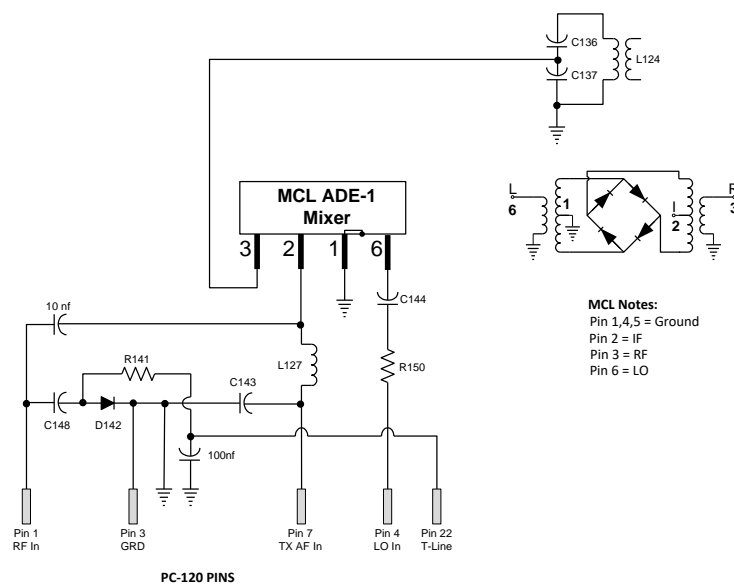 C136
C137
L124
MCL ADE-1
Mixer
3 2 1 6
L
6
1
I
2
R
3
C144
R150
10 nf
R141
L127
C143
C148
D142
100nf
MCL Notes:
Pin 1,4,5 = Ground
Pin 2 = IF
Pin 3 = RF
Pin 6 = LO
Pin 1
RF In
Pin 3
GRD
Pin 7
TX AF In
Pin 4
LO In
Pin 22
T-Line
PC-120 PINS